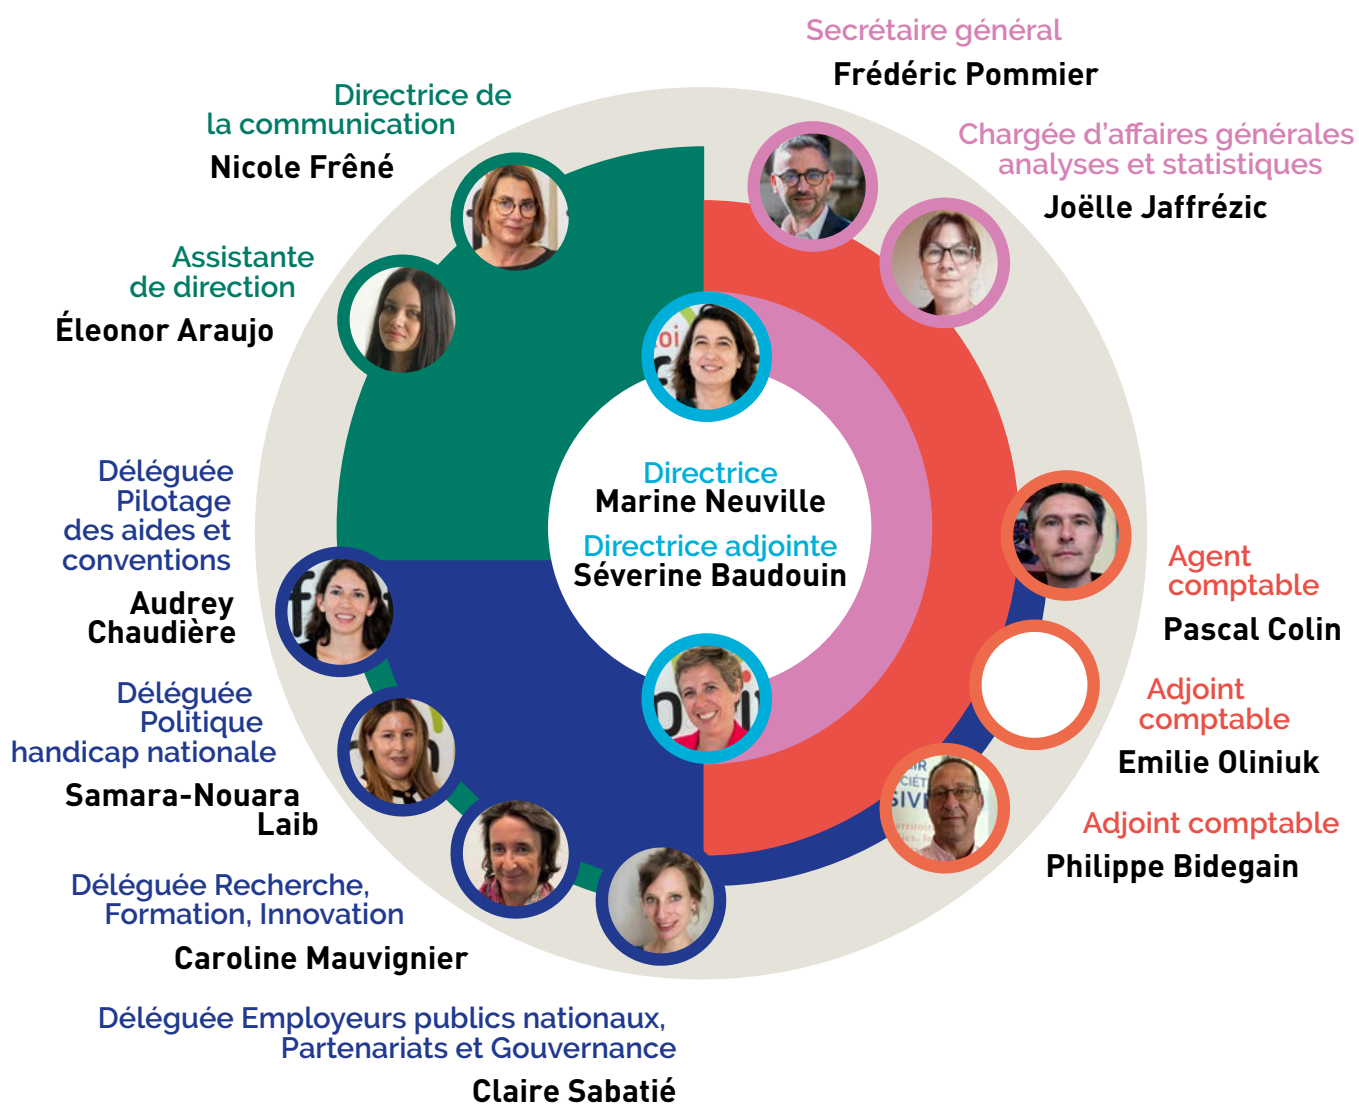 Secrétaire général
Frédéric Pommier
Chargée d’affaires générales
analyses et statistiques
Joëlle Jaffrézic
Directrice de
la communication
Nicole Frêné
Assistante
de direction
Éleonor Araujo
Directrice
Marine Neuville
Directrice adjointe
Séverine Baudouin
Déléguée
Pilotage
des aides et
conventions
Audrey
Chaudière
Déléguée
Politique
handicap nationale
Samara-Nouara
Laib
Déléguée Recherche,
Formation, Innovation
Caroline Mauvignier
Déléguée Employeurs publics nationaux,
Partenariats et Gouvernance
Claire Sabatié
Agent
comptable
Pascal Colin
Adjoint
comptable
Emilie Oliniuk
Adjoint comptable
Philippe Bidegain